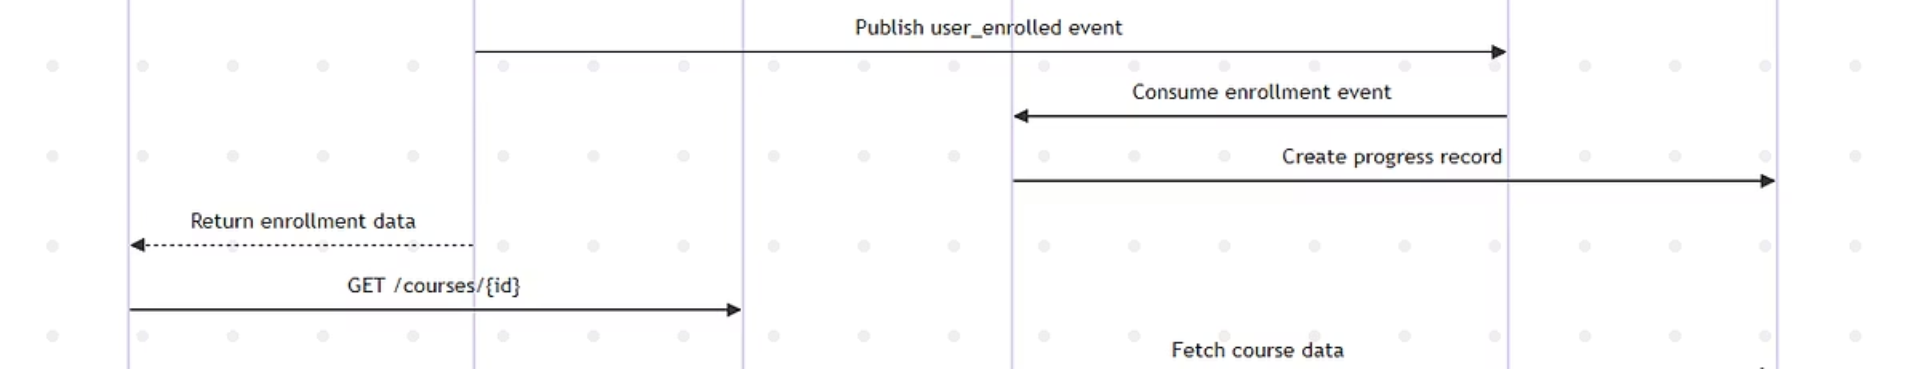 Publish user_enrolled event
Consume enrollment event
Create progress record
Return enrollment data
GET /courses/{id}
Fetch course data